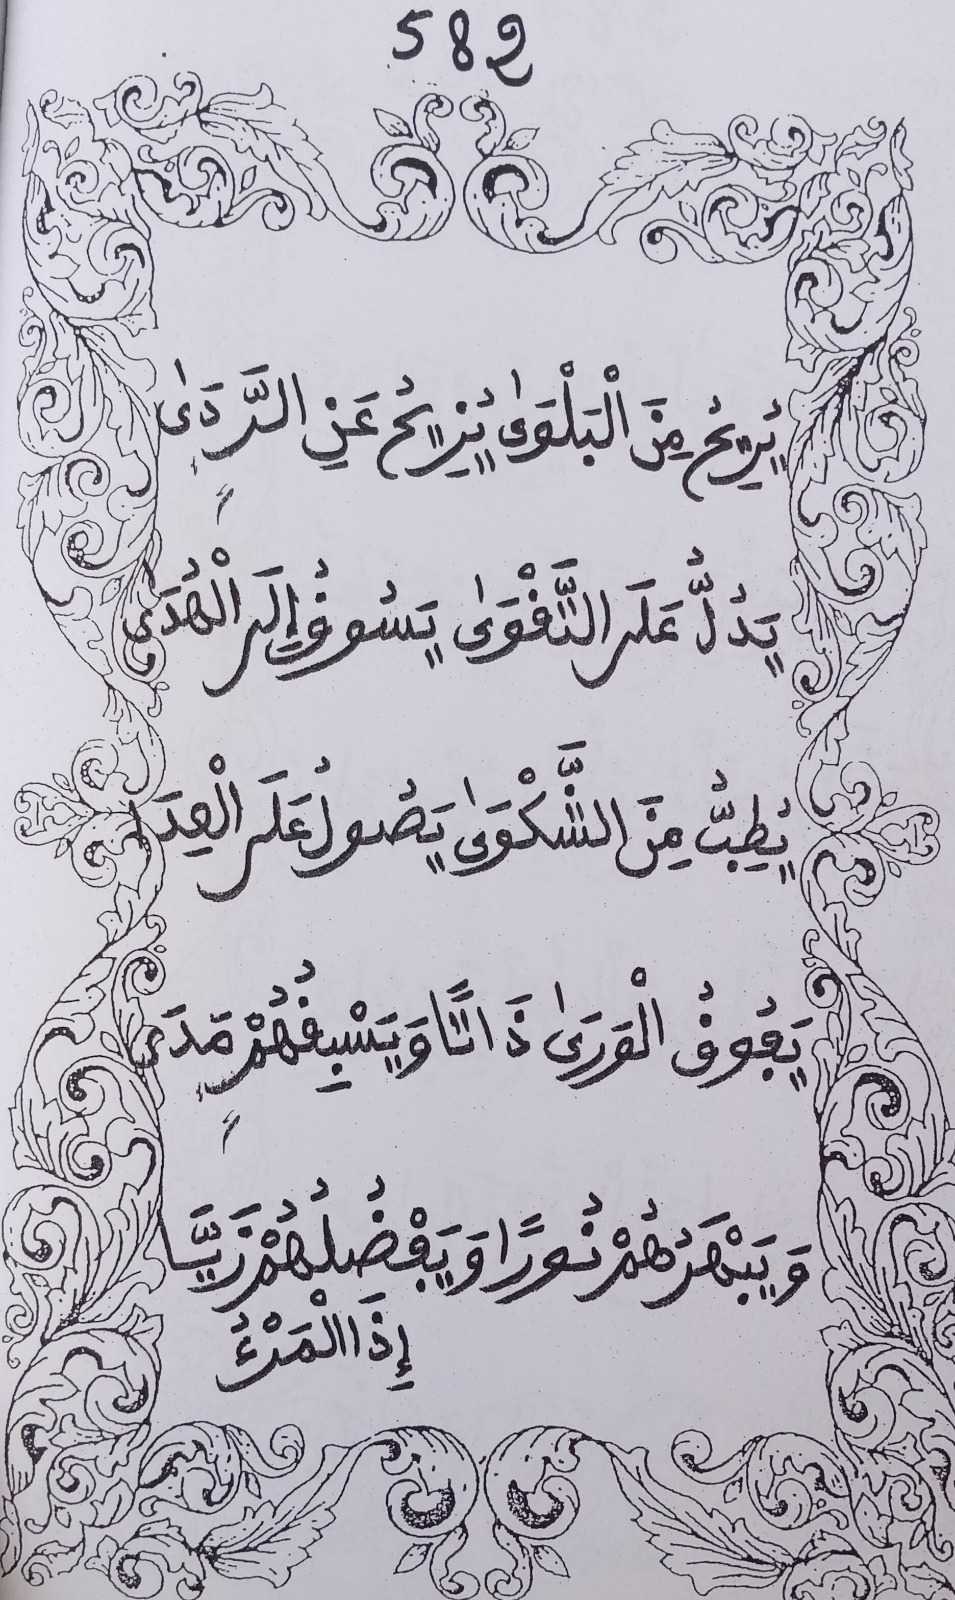 582
يُرِيحُ مِنَ الْبَلْوَىٰ يُزِيحُ عَنِ الرَّدَىٰ
يَدُلُّ عَلَى التَّقْوَىٰ يَسُوقُ إِلَى الْهُدَىٰ
يُطِبُّ مِنَ الشَّكْوَىٰ يَصُولُ عَلَى الْعِدَىٰ
يَفُوقُ الْوَرَىٰ ذَاتًا وَيَسْبِقُهُمْ مَدَىٰ
وَيَبْهَرُهُمْ نُورًا وَيَفْضُلُهُمْ زَيًّا
إِذَا الْمَرْءُ